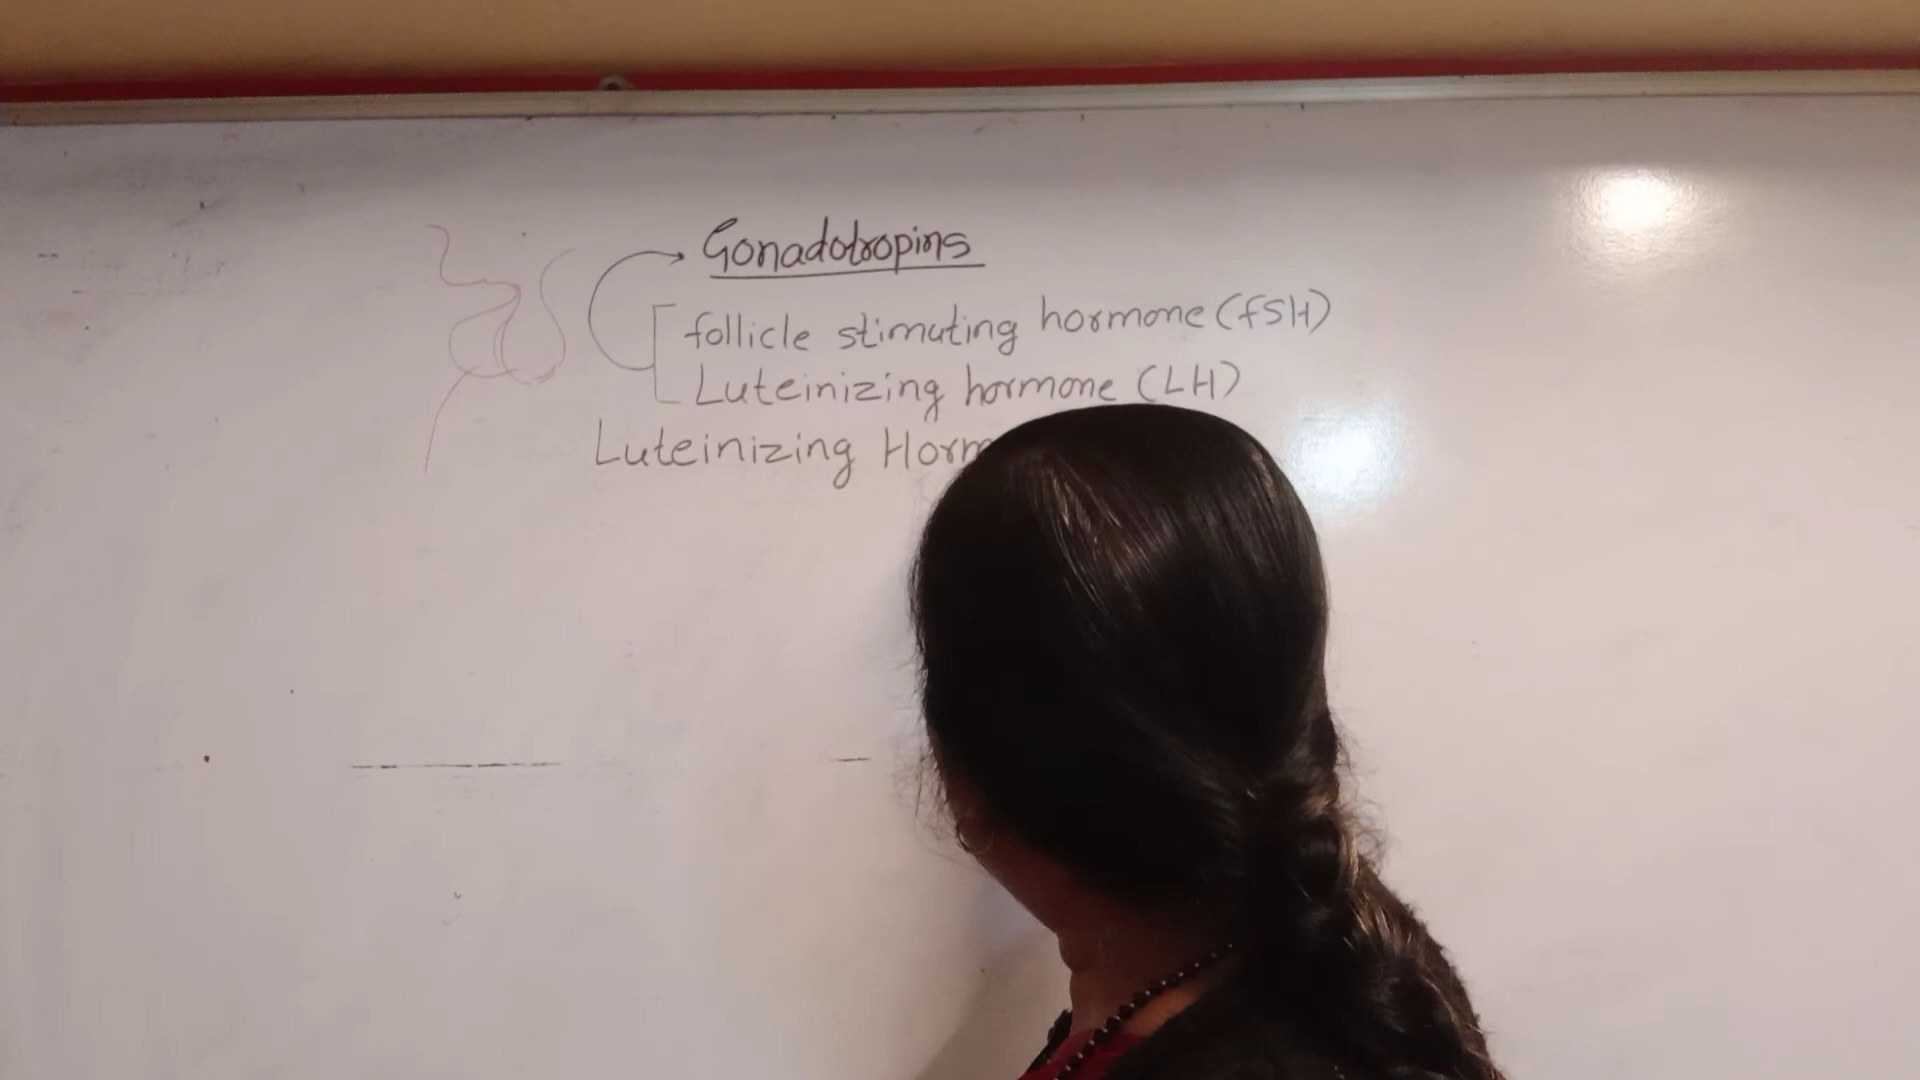 Gonadotropins
follicle stimuting hormone (fSH)
Luteinizing hormone (LH)
Luteinizing